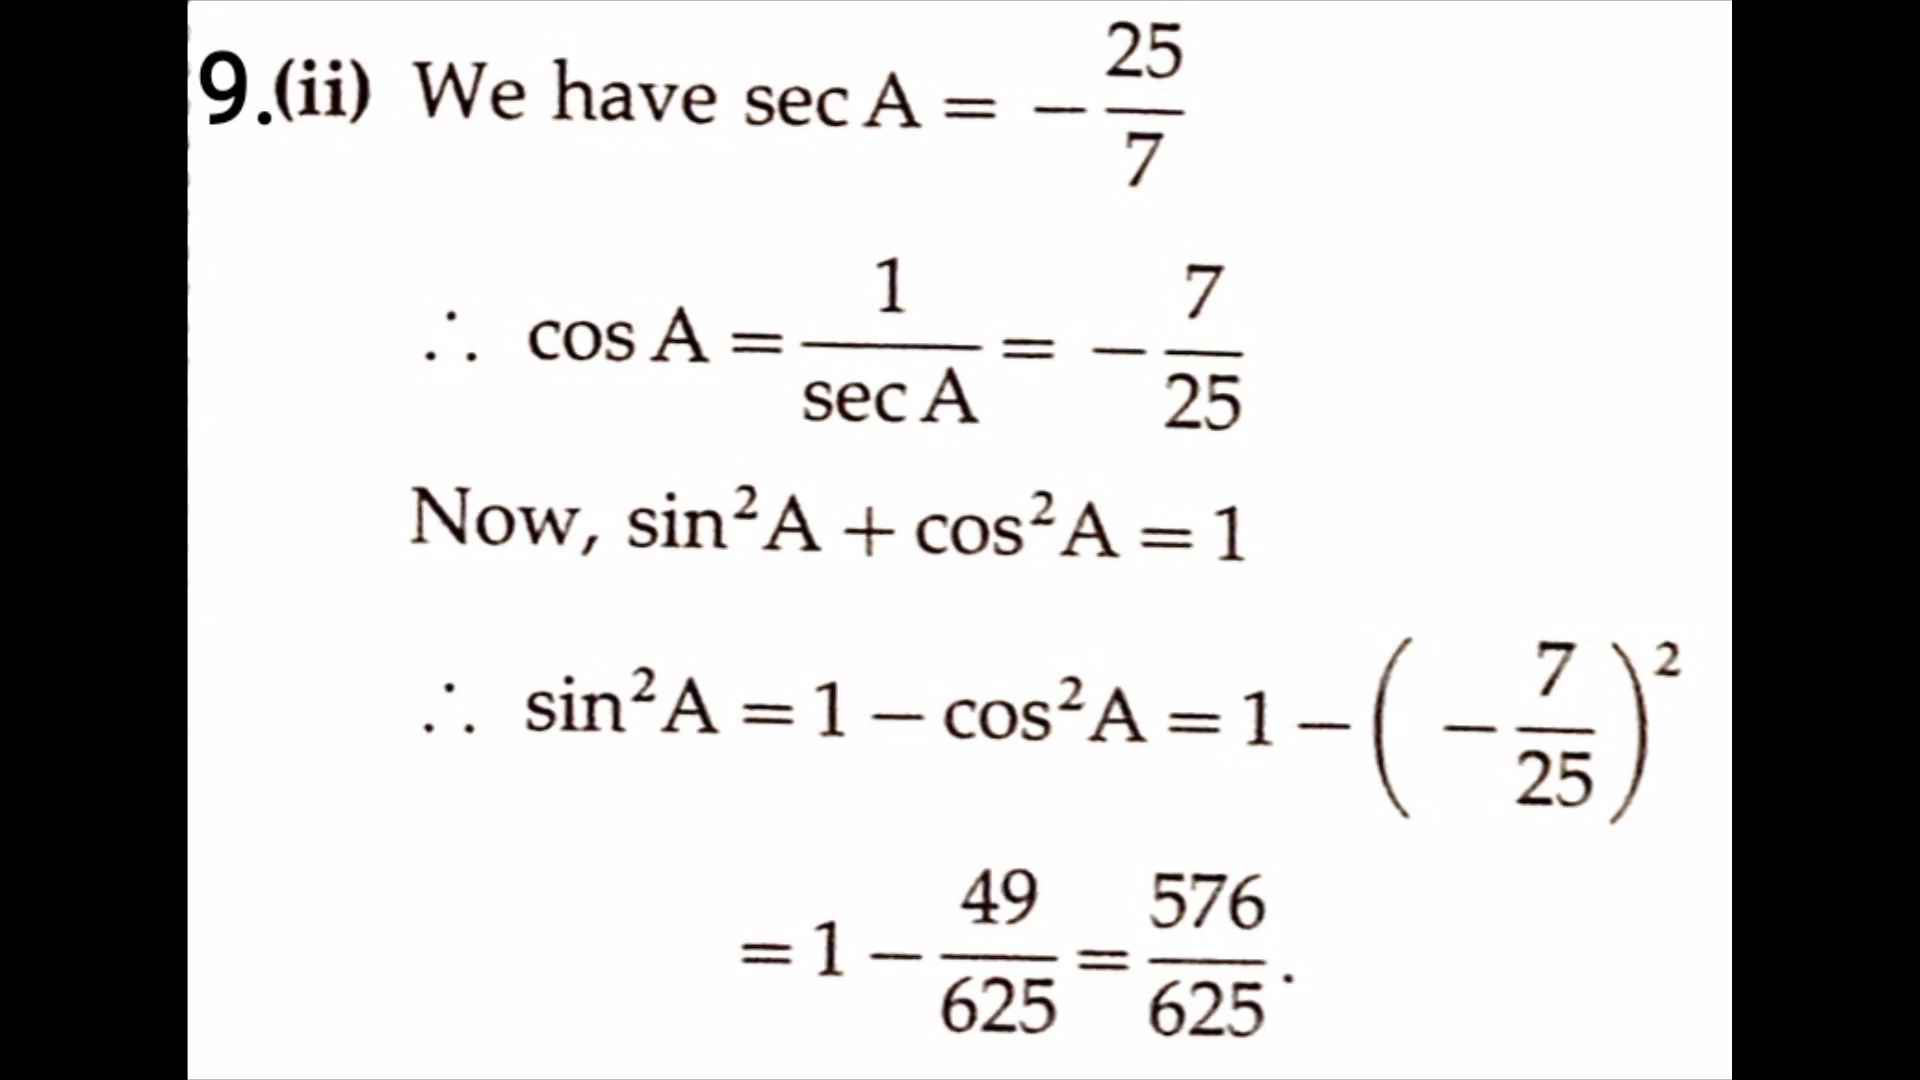 9.(ii) We have sec A = − 25/7
∴ cos A = 1/sec A = − 7/25
Now, sin²A + cos²A = 1
∴ sin²A = 1 − cos²A = 1 − (− 7/25)²
= 1 − 49/625 = 576/625.